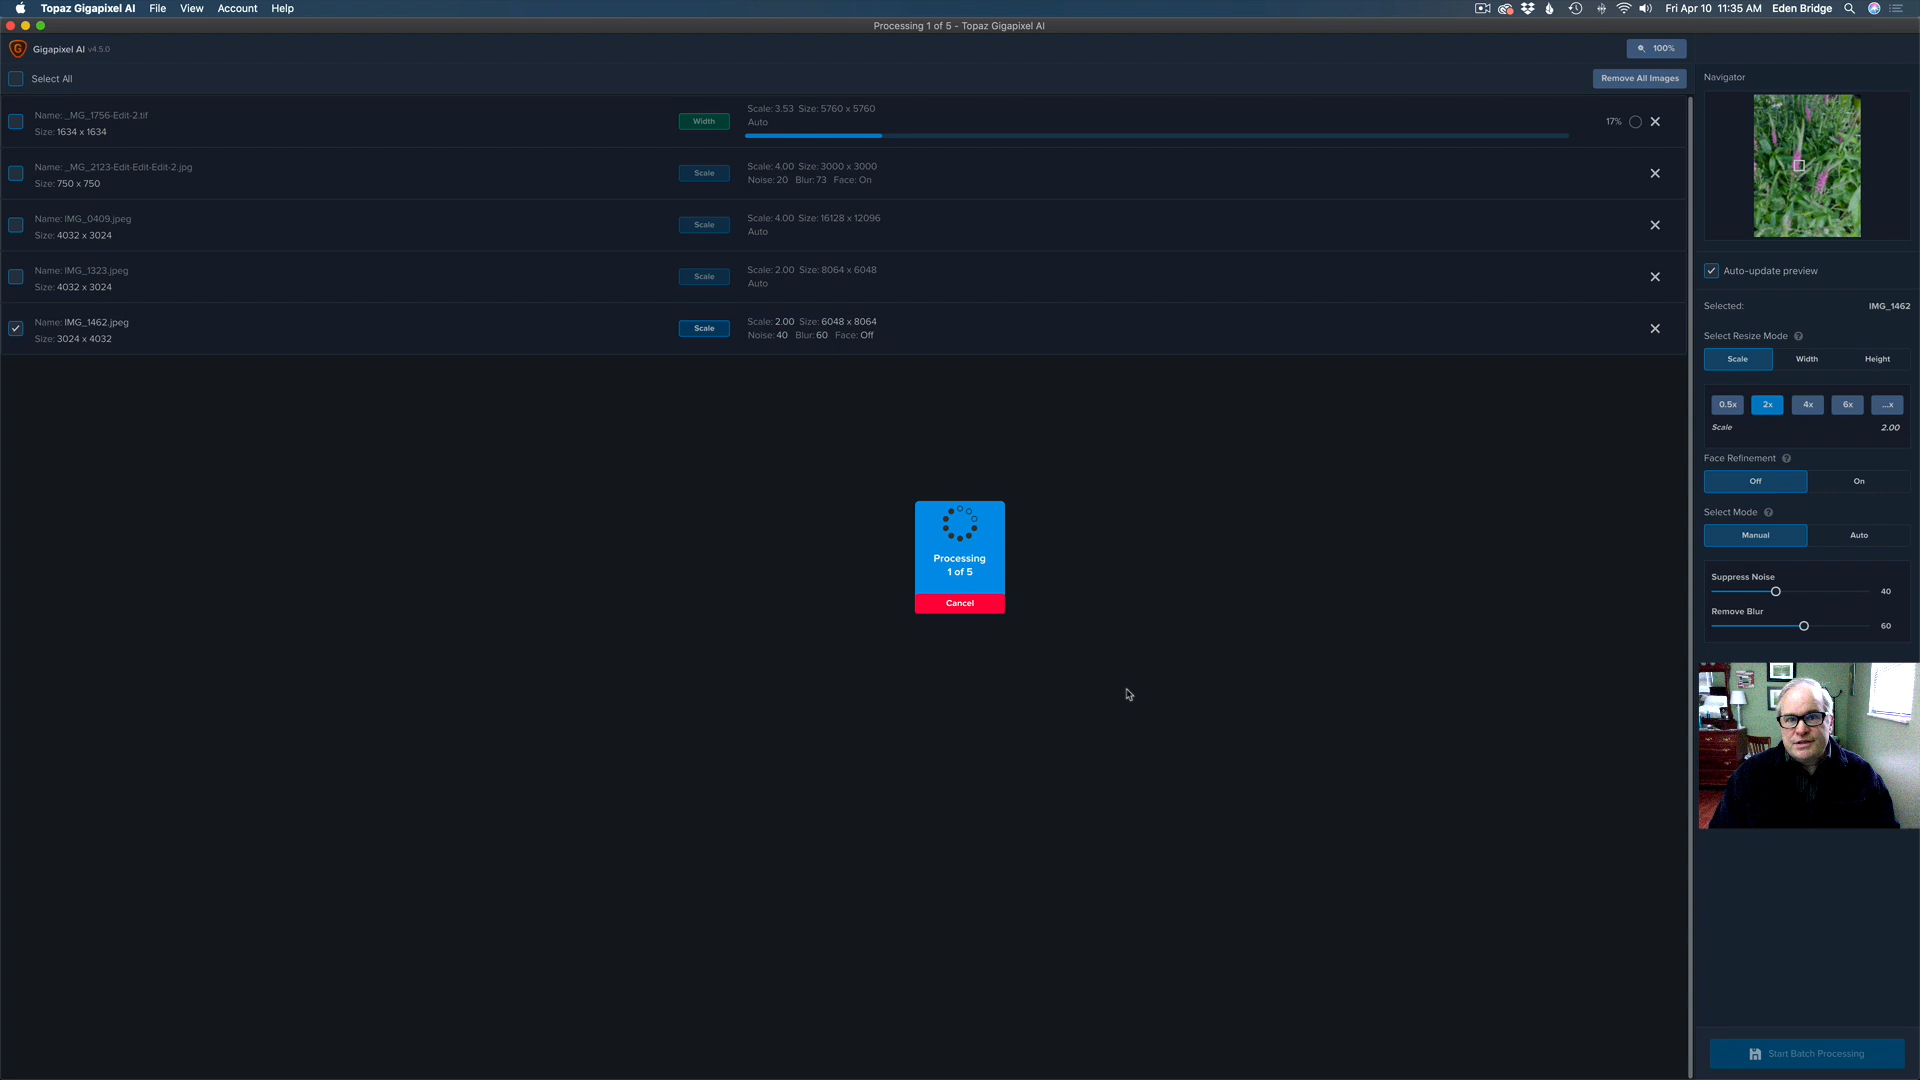 Topaz Gigapixel AI File View Account Help
Fri Apr 10 11:35 AM Eden Bridge
Processing 1 of 5 - Topaz Gigapixel AI
Gigapixel AI v4.5.0
100%
Select All
Remove All Images
Name: _MG_1756-Edit-2.tif
Size: 1634 x 1634
Width
Scale: 3.53 Size: 5760 x 5760
Auto
17%
Name: _MG_2123-Edit-Edit-Edit-2.jpg
Size: 750 x 750
Scale
Scale: 4.00 Size: 3000 x 3000
Noise: 20 Blur: 73 Face: On
Name: IMG_0409.jpeg
Size: 4032 x 3024
Scale
Scale: 4.00 Size: 16128 x 12096
Auto
Name: IMG_1323.jpeg
Size: 4032 x 3024
Scale
Scale: 2.00 Size: 8064 x 6048
Auto
Name: IMG_1462.jpeg
Size: 3024 x 4032
Scale
Scale: 2.00 Size: 6048 x 8064
Noise: 40 Blur: 60 Face: Off
Processing
1 of 5
Cancel
Navigator
Auto-update preview
Selected: IMG_1462
Select Resize Mode ?
Scale Width Height
0.5x 2x 4x 6x ...x
Scale 2.00
Face Refinement ?
Off On
Select Mode ?
Manual Auto
Suppress Noise
40
Remove Blur
60
Start Batch Processing